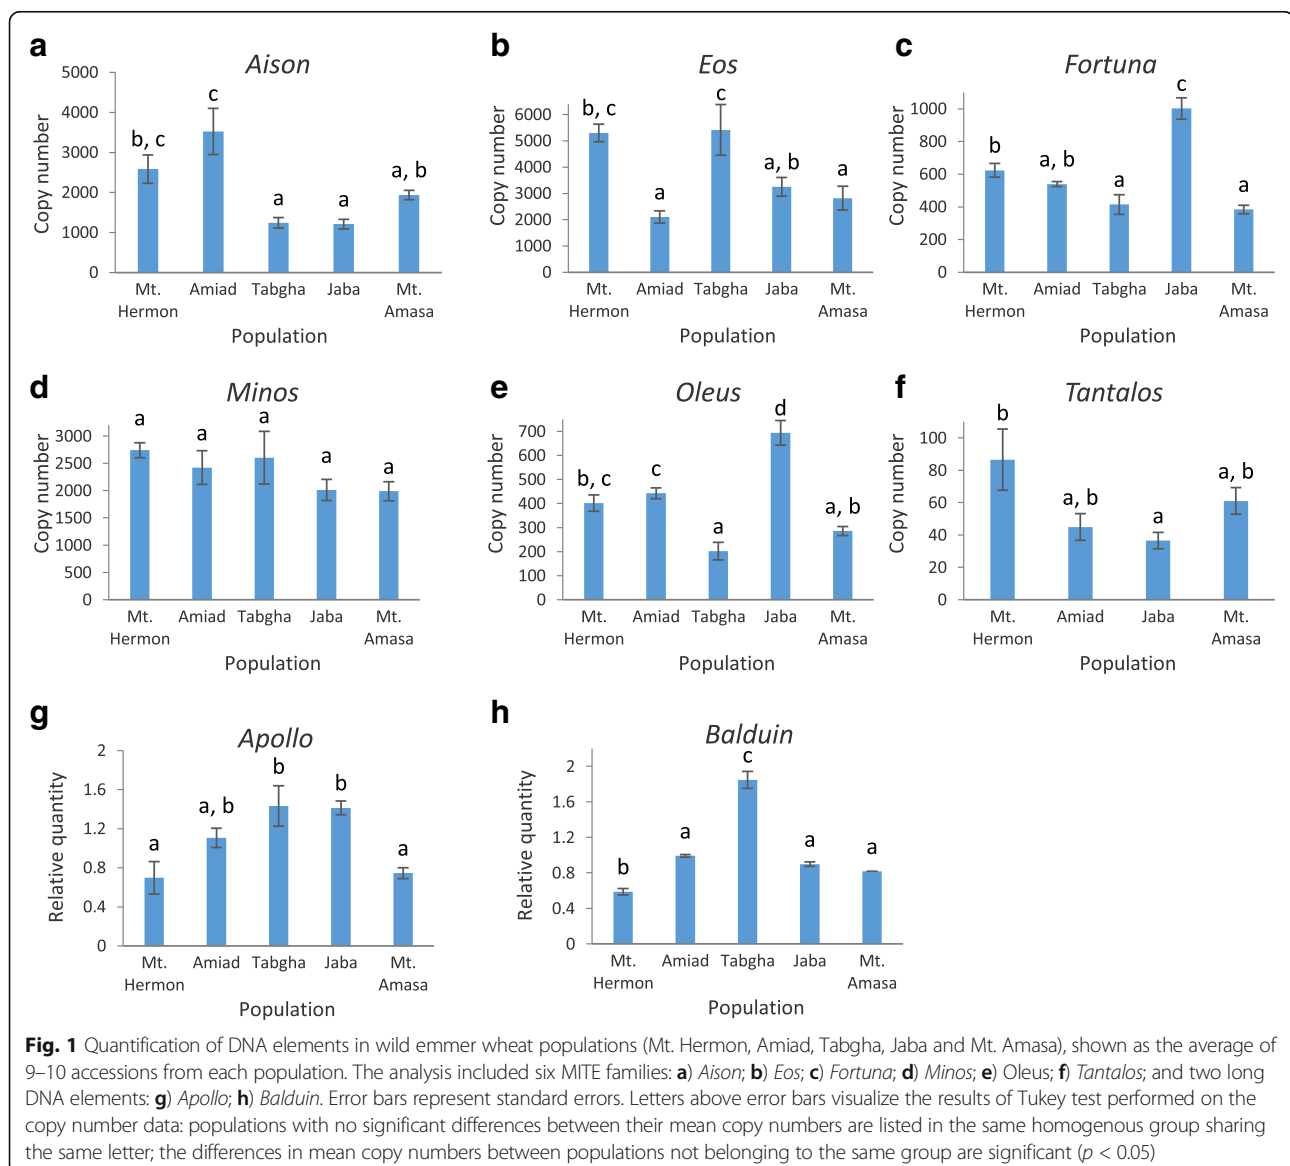 a
Aison
Copy number
5000
4000
3000
2000
1000
0
b, c
c
a
a
a, b
Mt. Hermon
Amiad
Tabgha
Jaba
Mt. Amasa
Population
b
Eos
Copy number
6000
5000
4000
3000
2000
1000
0
b, c
a
c
a, b
a
Mt. Hermon
Amiad
Tabgha
Jaba
Mt. Amasa
Population
c
Fortuna
Copy number
1000
800
600
400
200
0
b
a, b
a
c
a
Mt. Hermon
Amiad
Tabgha
Jaba
Mt. Amasa
Population
d
Minos
Copy number
3000
2500
2000
1500
1000
500
0
a
a
a
a
a
Mt. Hermon
Amiad
Tabgha
Jaba
Mt. Amasa
Population
e
Oleus
Copy number
700
600
500
400
300
200
100
0
b, c
c
a
d
a, b
Mt. Hermon
Amiad
Tabgha
Jaba
Mt. Amasa
Population
f
Tantalos
Copy number
100
80
60
40
20
0
b
a, b
a
a, b
Mt. Hermon
Amiad
Jaba
Mt. Amasa
Population
g
Apollo
Relative quantity
2
1.6
1.2
0.8
0.4
0
a
a, b
b
b
a
Mt. Hermon
Amiad
Tabgha
Jaba
Mt. Amasa
Population
h
Balduin
Relative quantity
2
1.6
1.2
0.8
0.4
0
b
a
c
a
a
Mt. Hermon
Amiad
Tabgha
Jaba
Mt. Amasa
Population
Fig. 1 Quantification of DNA elements in wild emmer wheat populations (Mt. Hermon, Amiad, Tabgha, Jaba and Mt. Amasa), shown as the average of
9–10 accessions from each population. The analysis included six MITE families: a) Aison; b) Eos; c) Fortuna; d) Minos; e) Oleus; f) Tantalos; and two long
DNA elements: g) Apollo; h) Balduin. Error bars represent standard errors. Letters above error bars visualize the results of Tukey test performed on the
copy number data: populations with no significant differences between their mean copy numbers are listed in the same homogenous group sharing
the same letter; the differences in mean copy numbers between populations not belonging to the same group are significant (p < 0.05)